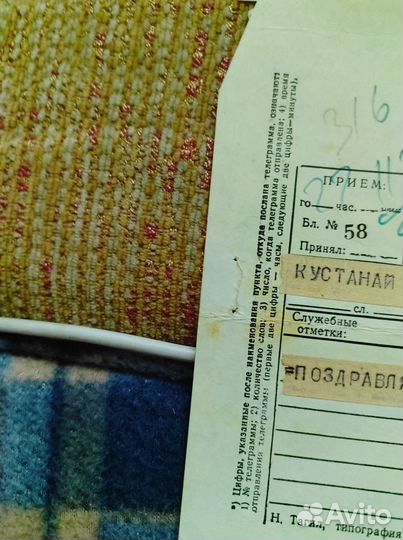 *) Цифры, указанные после наименования пункта, откуда послана телеграмма, означают:
1) № телеграммы; 2) количество слов; 3) число, когда телеграмма отправлена; 4) время
отправления телеграммы (первые две цифры — часы, следующие две цифры—минуты).
316
ПРИЕМ:
го час.
Бл. № 58
Принял:
КУСТАНАЙ
сл.
Служебные
отметки:
=ПОЗДРАВЛЯ
Н. Тагил, типография
Avito